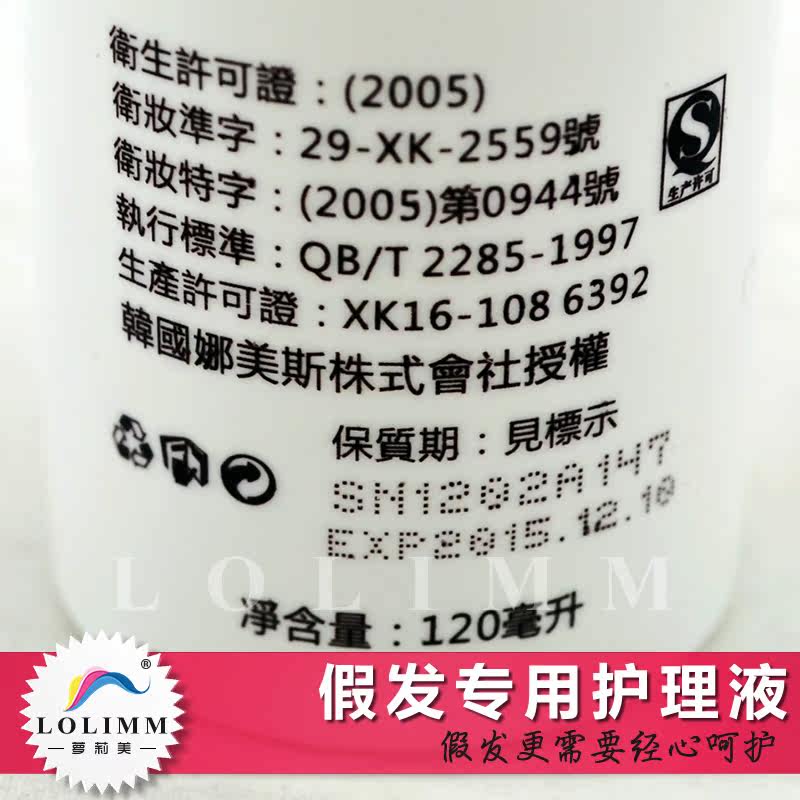 衛生許可證：(2005)
衛妝準字：29-XK-2559號
衛妝特字：(2005)第0944號
執行標準：QB/T 2285-1997
生產許可證：XK16-108 6392
韓國娜美斯株式會社授權
生产许可
保質期：見標示
SM1202A147
EXP2015.12.10
LOLIMM
淨含量：120毫升
®
LOLIMM
萝莉美
假发专用护理液
假发更需要经心呵护